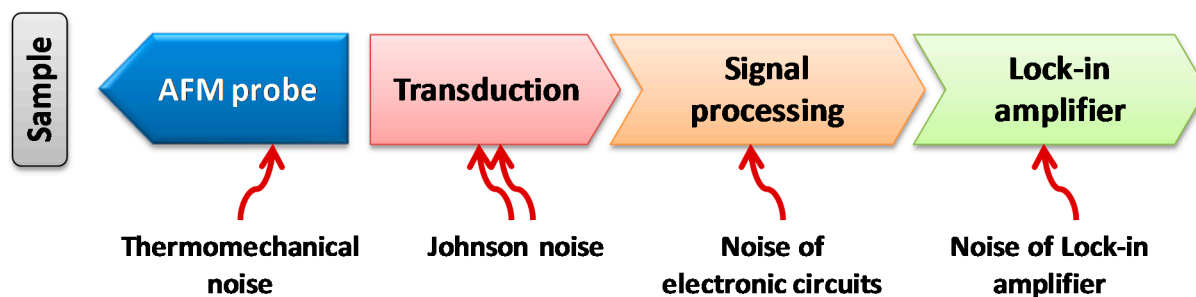 Sample
AFM probe
Transduction
Signal
processing
Lock-in
amplifier
Thermomechanical
noise
Johnson noise
Noise of
electronic circuits
Noise of Lock-in
amplifier